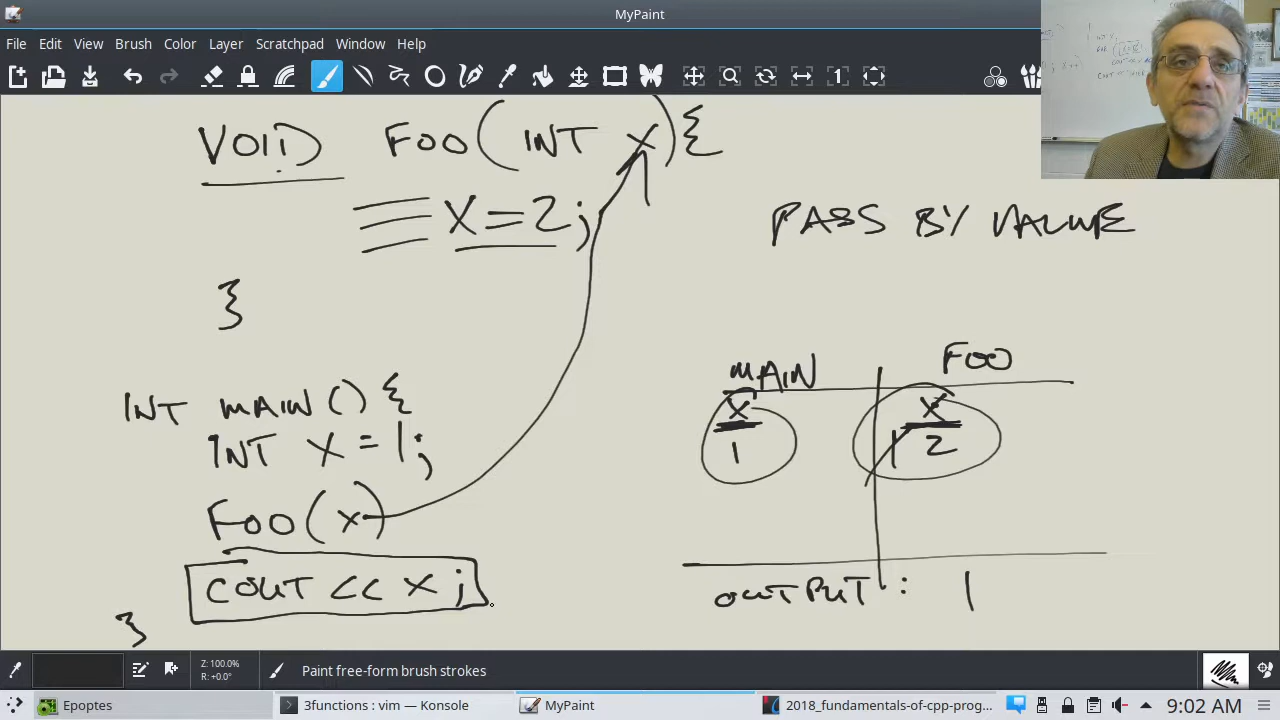 MyPaint
File Edit View Brush Color Layer Scratchpad Window Help
VOID FOO(INT X){
X=2;
}
PASS BY VALUE
INT MAIN(){
INT X = 1;
FOO(X)
COUT << X;
}
MAIN FOO
X X
1 1 2
OUTPUT: 1
Z: 100.0%
R: +0.0°
Paint free-form brush strokes
Epoptes
3functions : vim — Konsole
MyPaint
2018_fundamentals-of-cpp-prog...
9:02 AM